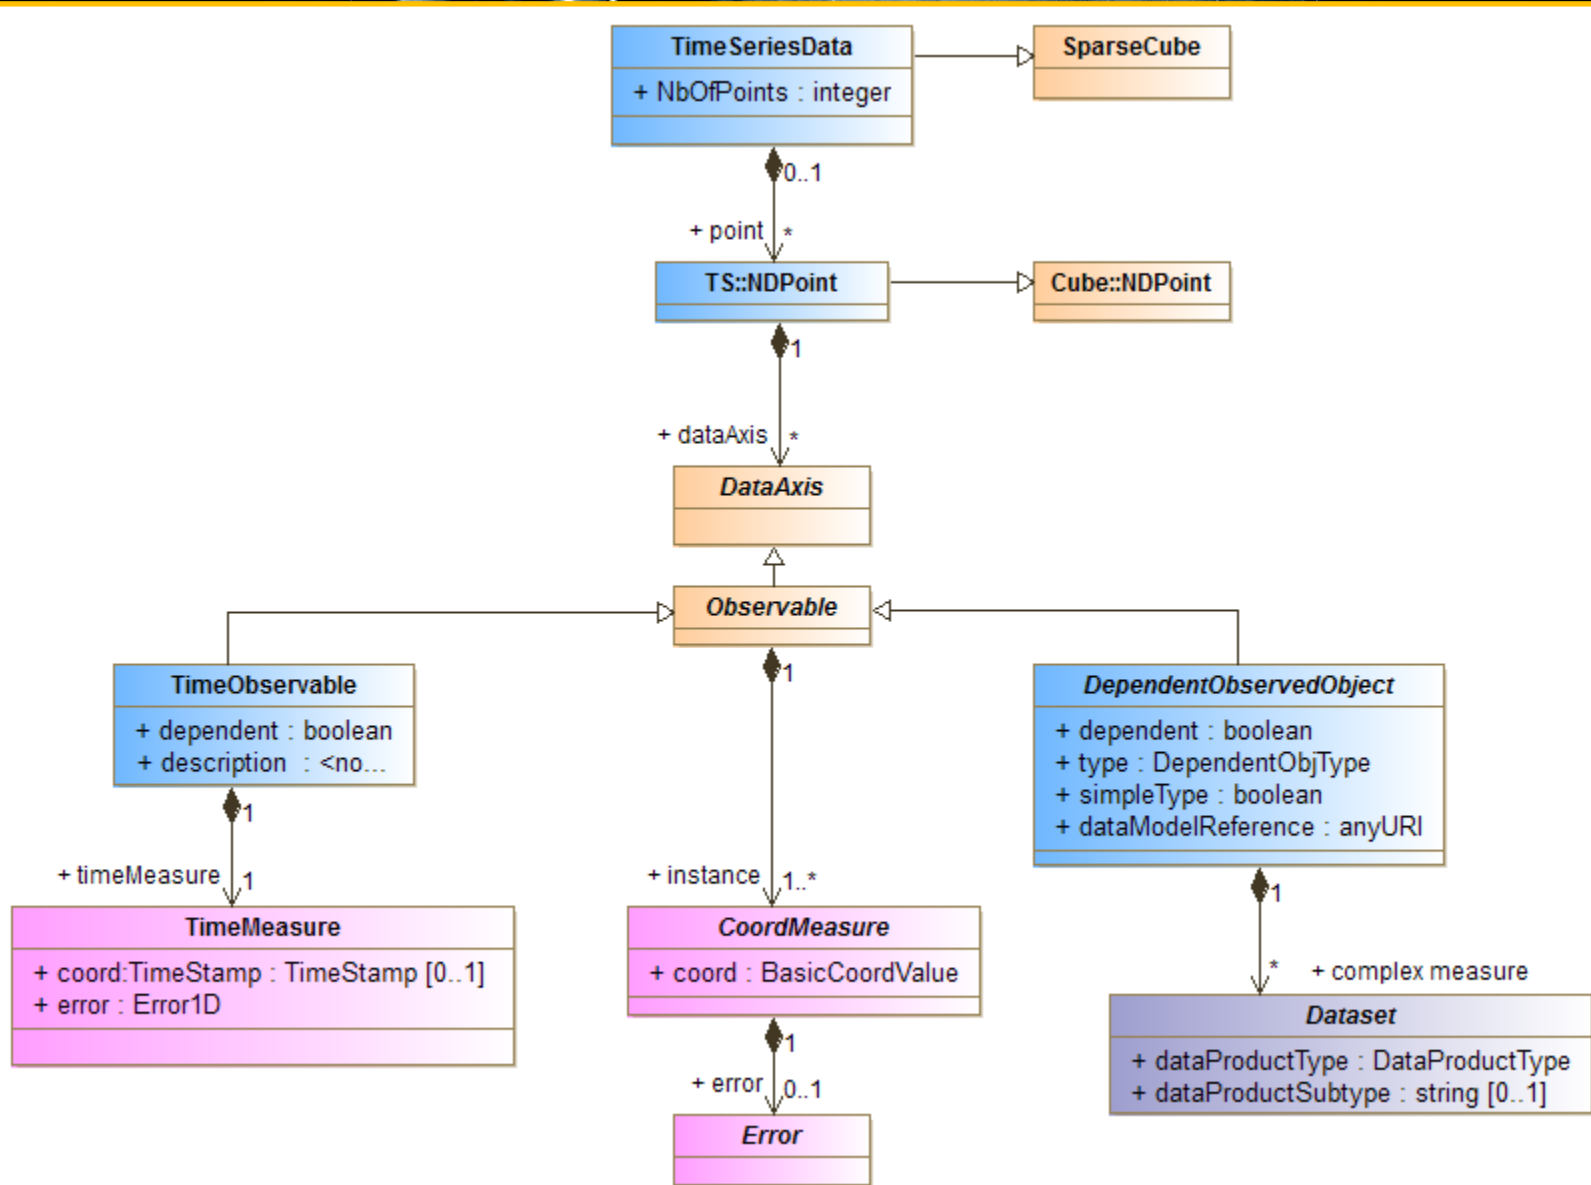 TimeSeriesData
+ NbOfPoints : integer
SparseCube
0..1
+ point
*
TS::NDPoint
Cube::NDPoint
1
+ dataAxis
*
DataAxis
Observable
TimeObservable
+ dependent : boolean
+ description : <no...
1
DependentObservedObject
+ dependent : boolean
+ type : DependentObjType
+ simpleType : boolean
+ dataModelReference : anyURI
1
+ timeMeasure
1
+ instance
1..*
1
TimeMeasure
+ coord:TimeStamp : TimeStamp [0..1]
+ error : Error1D
CoordMeasure
+ coord : BasicCoordValue
*
+ complex measure
Dataset
+ dataProductType : DataProductType
+ dataProductSubtype : string [0..1]
1
+ error
0..1
Error